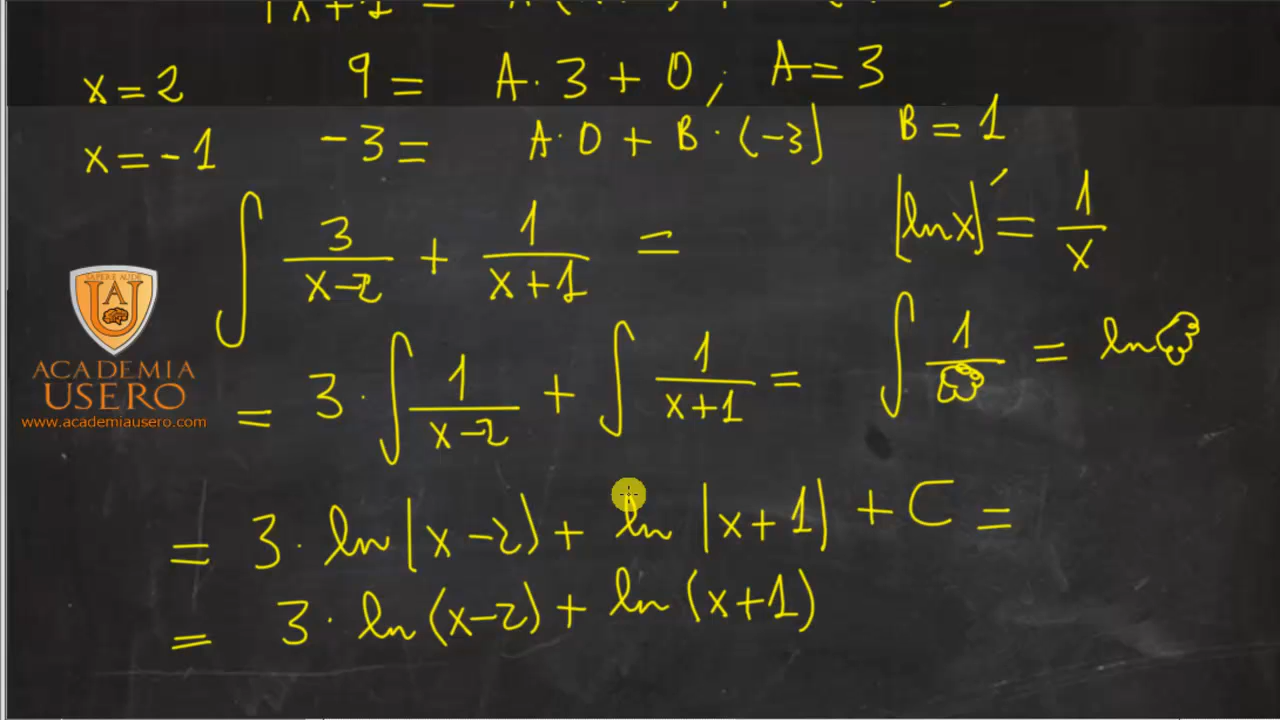 x = 2 9 = A · 3 + 0 ; A = 3
x = -1 -3 = A · 0 + B · (-3) B = 1
∫ 3/(x-2) + 1/(x+1) = (ln x)' = 1/x
= 3 · ∫ 1/(x-2) + ∫ 1/(x+1) = ∫ 1/ = ln
= 3 · ln |x-2| + ln |x+1| + C =
= 3 · ln (x-2) + ln (x+1)
SAPERE AUDE
UA
ACADEMIA
USERO
www.academiausero.com